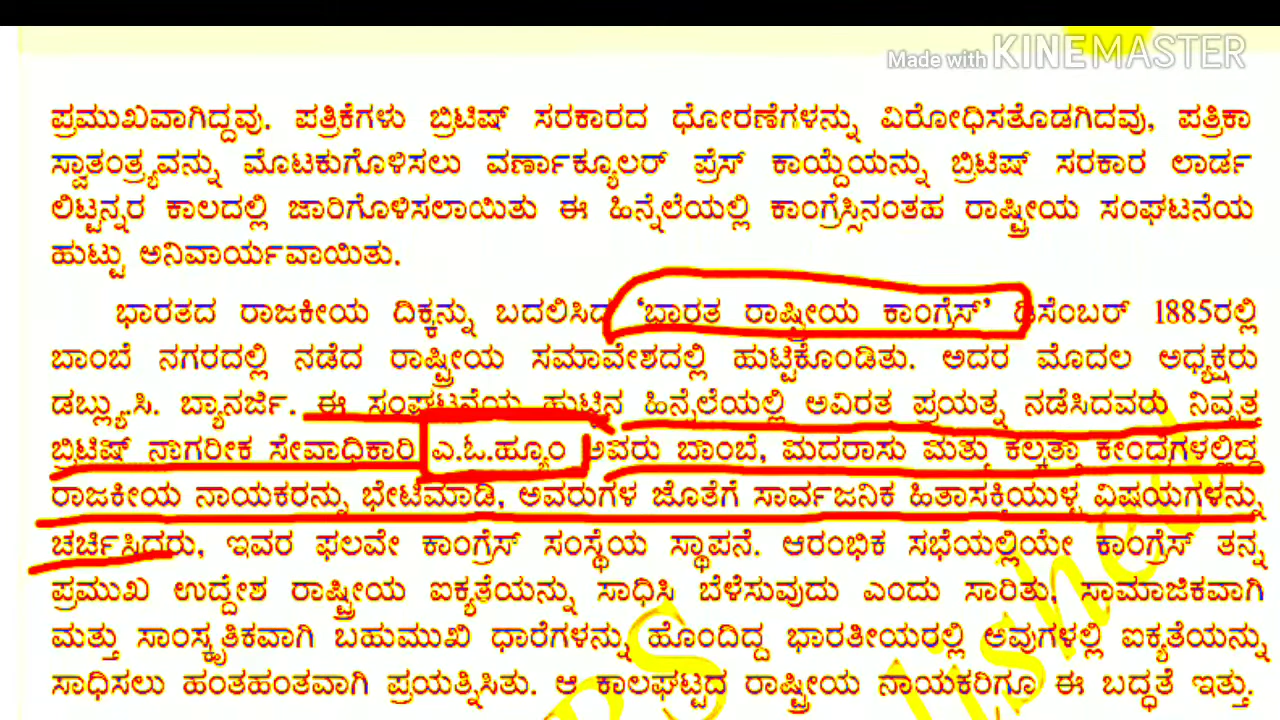 Made with KINEMASTER
ಪ್ರಮುಖವಾಗಿದ್ದವು. ಪತ್ರಿಕೆಗಳು ಬ್ರಿಟಿಷ್ ಸರಕಾರದ ಧೋರಣೆಗಳನ್ನು ವಿರೋಧಿಸತೊಡಗಿದವು, ಪತ್ರಿಕಾ
ಸ್ವಾತಂತ್ರ್ಯವನ್ನು ಮೊಟಕುಗೊಳಿಸಲು ವರ್ಣಾಕ್ಯೂಲರ್ ಪ್ರೆಸ್ ಕಾಯ್ದೆಯನ್ನು ಬ್ರಿಟಿಷ್ ಸರಕಾರ ಲಾರ್ಡ
ಲಿಟ್ಟನ್ನರ ಕಾಲದಲ್ಲಿ ಜಾರಿಗೊಳಿಸಲಾಯಿತು ಈ ಹಿನ್ನೆಲೆಯಲ್ಲಿ ಕಾಂಗ್ರೆಸ್ಸಿನಂತಹ ರಾಷ್ಟ್ರೀಯ ಸಂಘಟನೆಯ
ಹುಟ್ಟು ಅನಿವಾರ್ಯವಾಯಿತು.
ಭಾರತದ ರಾಜಕೀಯ ದಿಕ್ಕನ್ನು ಬದಲಿಸಿದ 'ಭಾರತ ರಾಷ್ಟ್ರೀಯ ಕಾಂಗ್ರೆಸ್' ಡಿಸೆಂಬರ್ 1885ರಲ್ಲಿ
ಬಾಂಬೆ ನಗರದಲ್ಲಿ ನಡೆದ ರಾಷ್ಟ್ರೀಯ ಸಮಾವೇಶದಲ್ಲಿ ಹುಟ್ಟಿಕೊಂಡಿತು. ಅದರ ಮೊದಲ ಅಧ್ಯಕ್ಷರು
ಡಬ್ಲ್ಯು.ಸಿ. ಬ್ಯಾನರ್ಜಿ. ಈ ಸಂಘಟನೆಯ ಹುಟ್ಟಿನ ಹಿನ್ನೆಲೆಯಲ್ಲಿ ಅವಿರತ ಪ್ರಯತ್ನ ನಡೆಸಿದವರು ನಿವೃತ್ತ
ಬ್ರಿಟಿಷ್ ನಾಗರೀಕ ಸೇವಾಧಿಕಾರಿ ಎ.ಓ.ಹ್ಯೂಂ ಅವರು ಬಾಂಬೆ, ಮದರಾಸು ಮತ್ತು ಕಲ್ಕತ್ತಾ ಕೇಂದ್ರಗಳಲ್ಲಿದ್ದ
ರಾಜಕೀಯ ನಾಯಕರನ್ನು ಭೇಟಿಮಾಡಿ, ಅವರುಗಳ ಜೊತೆಗೆ ಸಾರ್ವಜನಿಕ ಹಿತಾಸಕ್ತಿಯುಳ್ಳ ವಿಷಯಗಳನ್ನು
ಚರ್ಚಿಸಿದರು, ಇವರ ಫಲವೇ ಕಾಂಗ್ರೆಸ್ ಸಂಸ್ಥೆಯ ಸ್ಥಾಪನೆ. ಆರಂಭಿಕ ಸಭೆಯಲ್ಲಿಯೇ ಕಾಂಗ್ರೆಸ್ ತನ್ನ
ಪ್ರಮುಖ ಉದ್ದೇಶ ರಾಷ್ಟ್ರೀಯ ಐಕ್ಯತೆಯನ್ನು ಸಾಧಿಸಿ ಬೆಳೆಸುವುದು ಎಂದು ಸಾರಿತು, ಸಾಮಾಜಿಕವಾಗಿ
ಮತ್ತು ಸಾಂಸ್ಕೃತಿಕವಾಗಿ ಬಹುಮುಖಿ ಧಾರೆಗಳನ್ನು ಹೊಂದಿದ್ದ ಭಾರತೀಯರಲ್ಲಿ ಅವುಗಳಲ್ಲಿ ಐಕ್ಯತೆಯನ್ನು
ಸಾಧಿಸಲು ಹಂತಹಂತವಾಗಿ ಪ್ರಯತ್ನಿಸಿತು. ಆ ಕಾಲಘಟ್ಟದ ರಾಷ್ಟ್ರೀಯ ನಾಯಕರಿಗೂ ಈ ಬದ್ಧತೆ ಇತ್ತು.